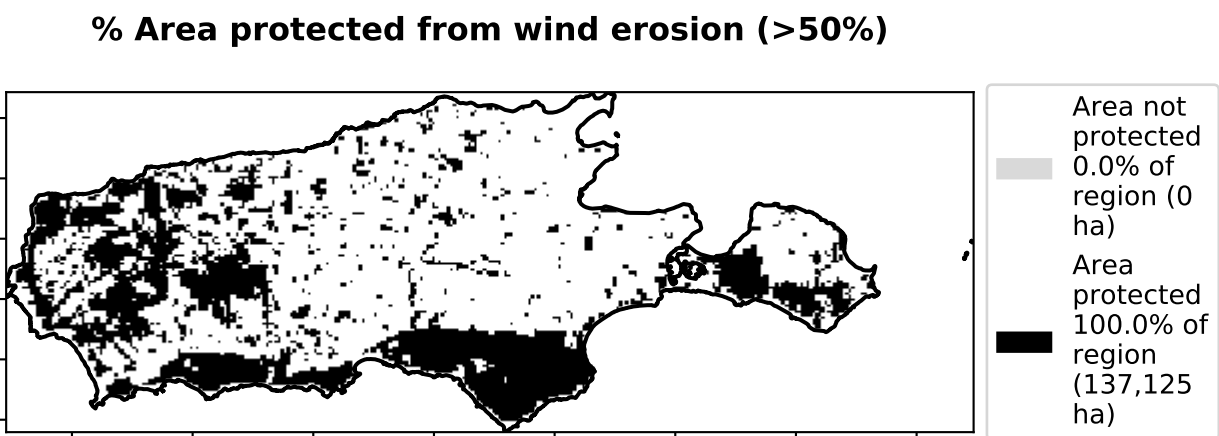 % Area protected from wind erosion (>50%)
Area not
protected
0.0% of
region (0
ha)
Area
protected
100.0% of
region
(137,125
ha)